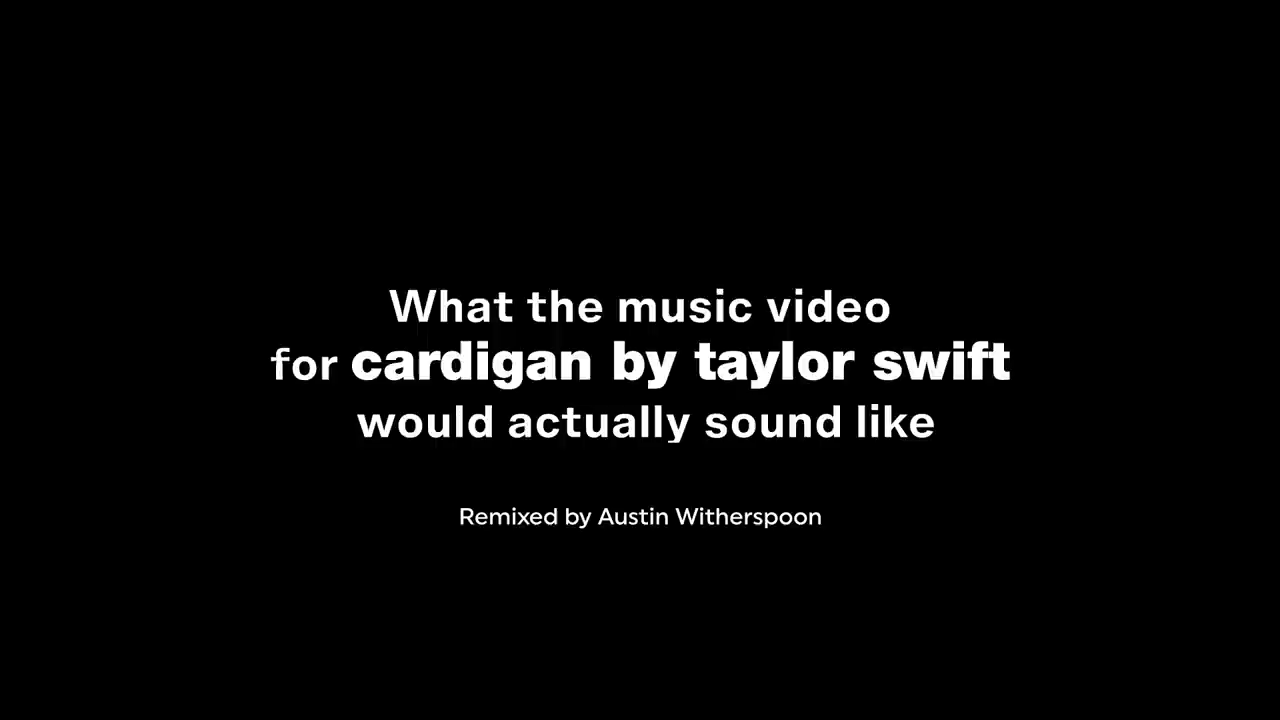 What the music video
for cardigan by taylor swift
would actually sound like
Remixed by Austin Witherspoon